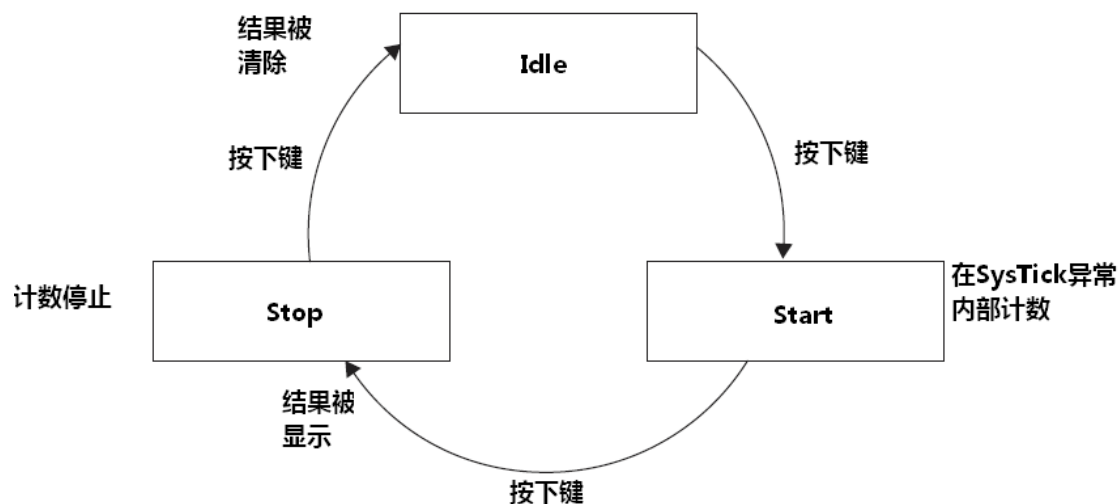 结果被
清除
Idle
按下键
按下键
计数停止
Stop
Start
在SysTick异常
内部计数
结果被
显示
按下键